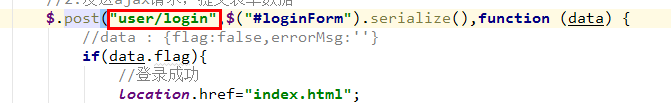 //2.发送ajax请求，提交表单数据
$.post("user/login",$("#loginForm").serialize(),function (data) {
//data : {flag:false,errorMsg:''}
if(data.flag){
//登录成功
location.href="index.html";